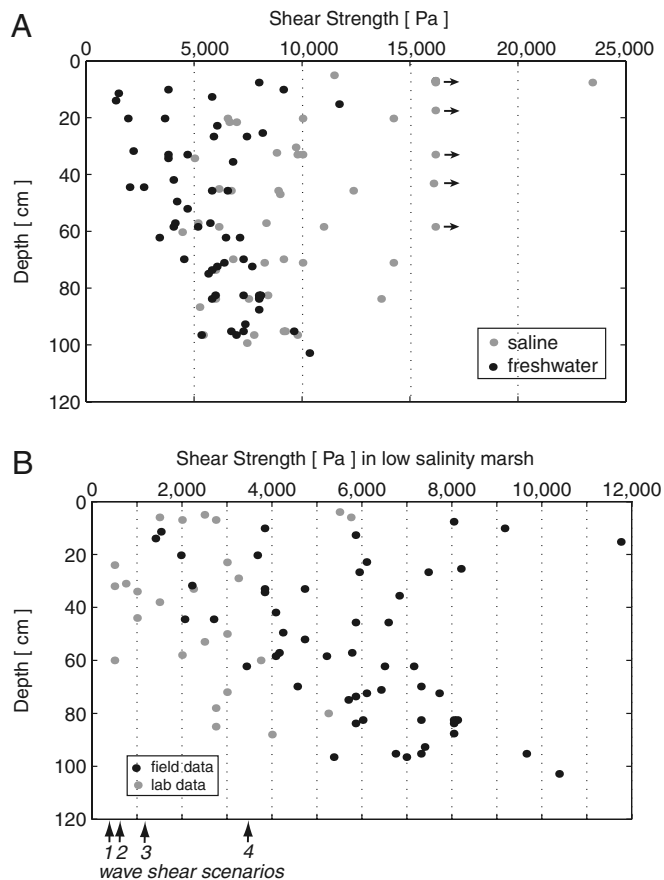 A
Shear Strength [ Pa ]
0 5,000 10,000 15,000 20,000 25,000
0
20
40
60
80
100
120
Depth [ cm ]
saline
freshwater
B
Shear Strength [ Pa ] in low salinity marsh
0 2,000 4,000 6,000 8,000 10,000 12,000
0
20
40
60
80
100
120
Depth [ cm ]
field data
lab data
1 2 3 4
wave shear scenarios